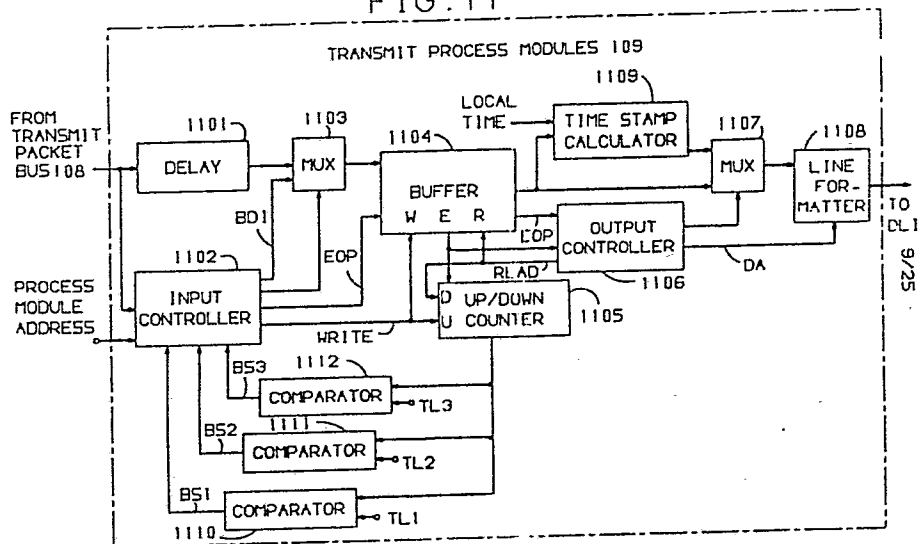 FIG.11
TRANSMIT PROCESS MODULES 109
FROM
TRANSMIT
PACKET
BUS108
1101
DELAY
1103
MUX
1104
BUFFER
W E R
LOCAL
TIME
1109
TIME STAMP
CALCULATOR
1107
MUX
1108
LINE
FOR-
MATTER
TO
DL1
9/25
BD1
EOP
EOP
OUTPUT
CONTROLLER
1106
DA
1102
INPUT
CONTROLLER
PROCESS
MODULE
ADDRESS
WRITE
RLAD
D
U
UP/DOWN
COUNTER
1105
BS3
1112
COMPARATOR
TL3
BS2
1111
COMPARATOR
TL2
BS1
COMPARATOR
1110
TL1